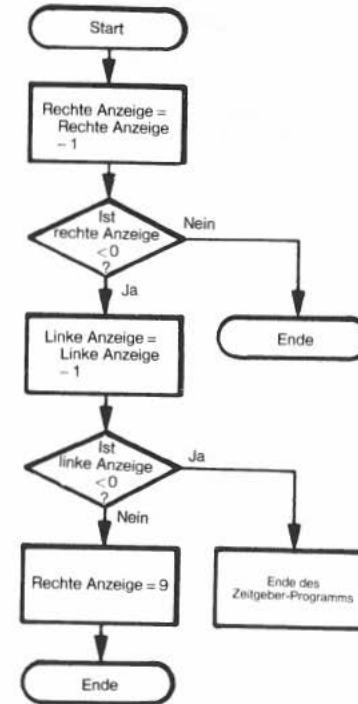 Start
Rechte Anzeige =
Rechte Anzeige
– 1
Ist
rechte Anzeige
<0
?
Nein
Ja
Ende
Linke Anzeige =
Linke Anzeige
– 1
Ist
linke Anzeige
<0
?
Ja
Nein
Rechte Anzeige = 9
Ende des
Zeitgeber-Programms
Ende